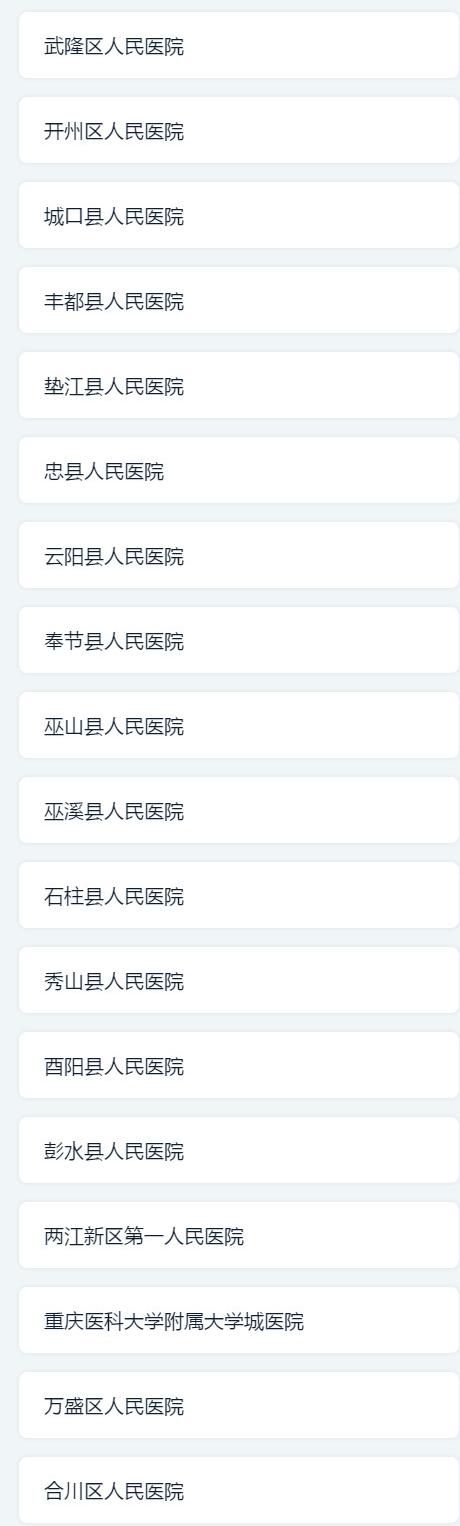 武隆区人民医院
开州区人民医院
城口县人民医院
丰都县人民医院
垫江县人民医院
忠县人民医院
云阳县人民医院
奉节县人民医院
巫山县人民医院
巫溪县人民医院
石柱县人民医院
秀山县人民医院
酉阳县人民医院
彭水县人民医院
两江新区第一人民医院
重庆医科大学附属大学城医院
万盛区人民医院
合川区人民医院